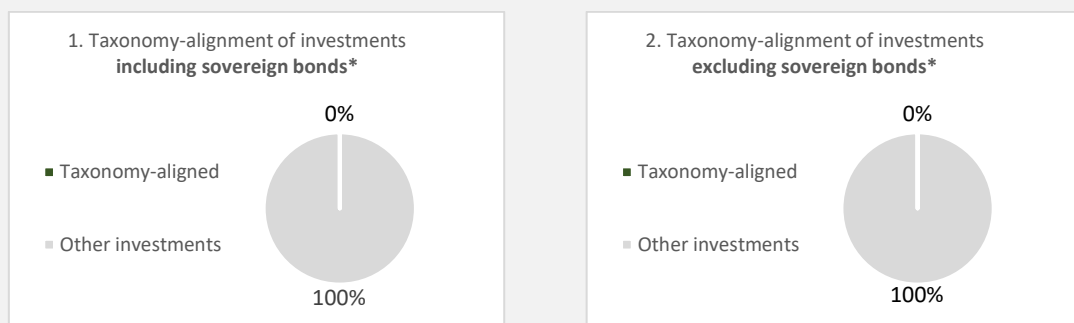 1. Taxonomy-alignment of investments
including sovereign bonds*
0%
Taxonomy-aligned
Other investments
100%
2. Taxonomy-alignment of investments
excluding sovereign bonds*
0%
Taxonomy-aligned
Other investments
100%